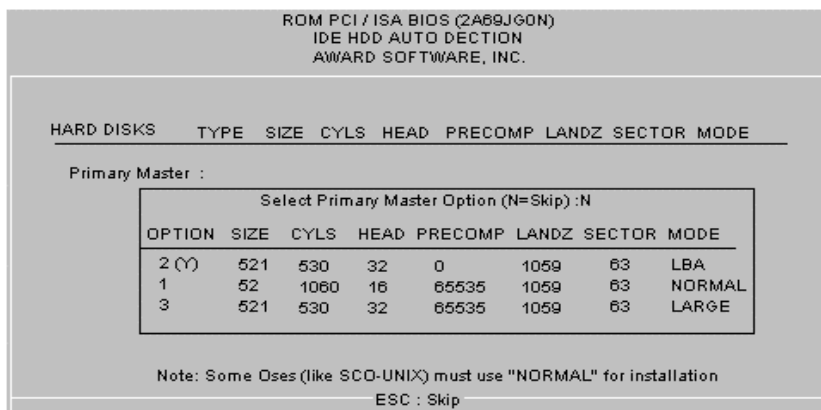 ROM PCI / ISA BIOS (2A69JG0N)
IDE HDD AUTO DECTION
AWARD SOFTWARE, INC.
HARD DISKS TYPE SIZE CYLS HEAD PRECOMP LANDZ SECTOR MODE
Primary Master :
Select Primary Master Option (N=Skip) :N
OPTION SIZE CYLS HEAD PRECOMP LANDZ SECTOR MODE
2 (Y) 521 530 32 0 1059 63 LBA
1 52 1060 16 65535 1059 63 NORMAL
3 521 530 32 65535 1059 63 LARGE
Note: Some Oses (like SCO-UNIX) must use "NORMAL" for installation
ESC : Skip